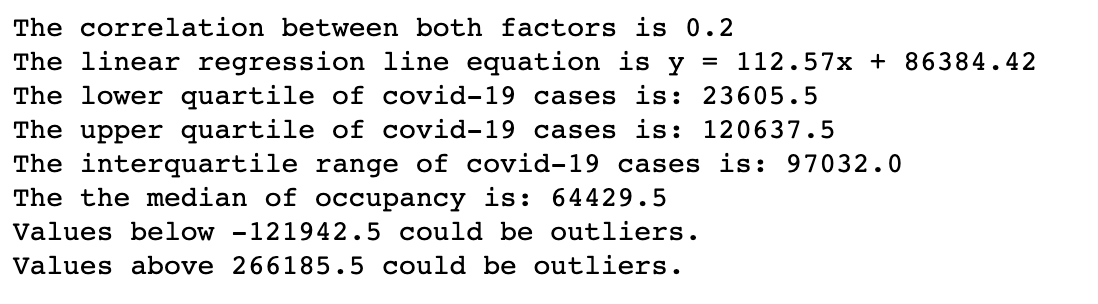 The correlation between both factors is 0.2
The linear regression line equation is y = 112.57x + 86384.42
The lower quartile of covid-19 cases is: 23605.5
The upper quartile of covid-19 cases is: 120637.5
The interquartile range of covid-19 cases is: 97032.0
The the median of occupancy is: 64429.5
Values below -121942.5 could be outliers.
Values above 266185.5 could be outliers.